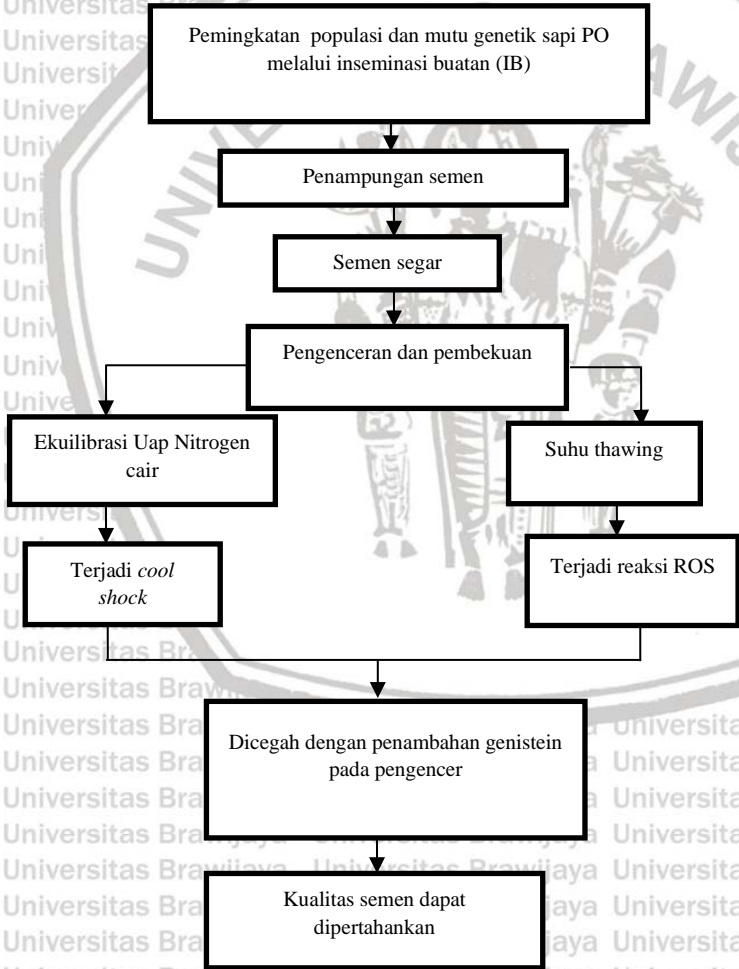 Pemingkatan populasi dan mutu genetik sapi PO
melalui inseminasi buatan (IB)
Penampungan semen
Semen segar
Pengenceran dan pembekuan
Ekuilibrasi Uap Nitrogen
cair
Suhu thawing
Terjadi cool
shock
Terjadi reaksi ROS
Dicegah dengan penambahan genistein
pada pengencer
Kualitas semen dapat
dipertahankan